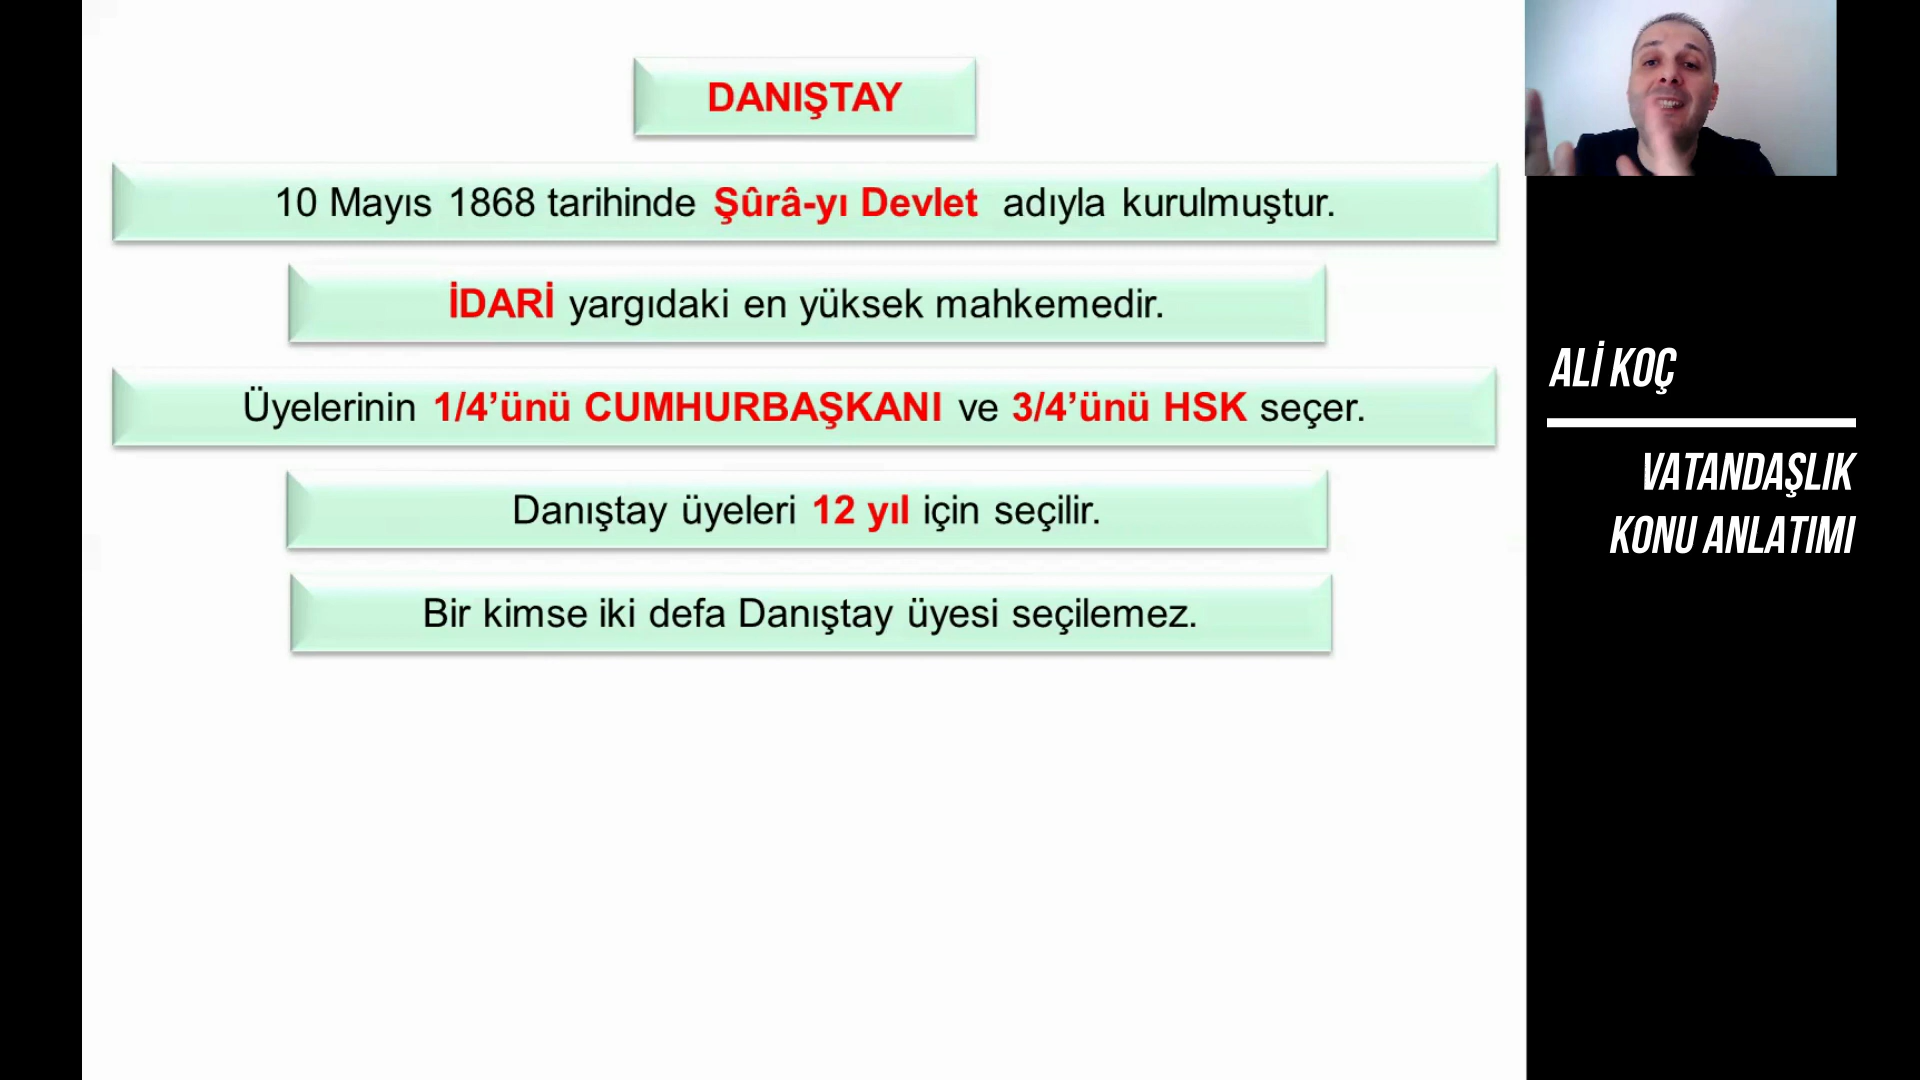 DANIŞTAY
10 Mayıs 1868 tarihinde Şûrâ-yı Devlet adıyla kurulmuştur.
İDARİ yargıdaki en yüksek mahkemedir.
Üyelerinin 1/4’ünü CUMHURBAŞKANI ve 3/4’ünü HSK seçer.
Danıştay üyeleri 12 yıl için seçilir.
Bir kimse iki defa Danıştay üyesi seçilemez.
ALİ KOÇ
VATANDAŞLIK
KONU ANLATIMI